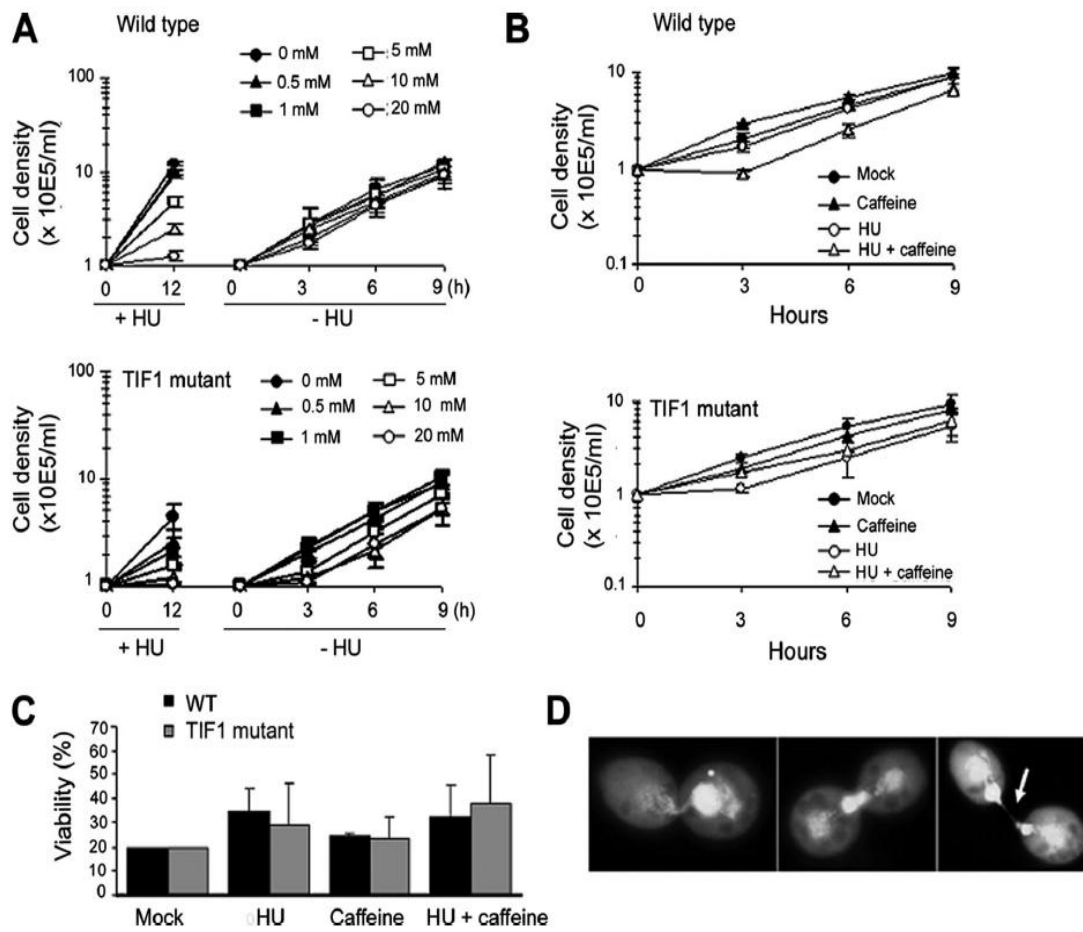 A
Wild type
0 mM
0.5 mM
1 mM
5 mM
10 mM
20 mM
Cell density
(x 10E5/ml)
100
10
1
0 12 0 3 6 9 (h)
+ HU - HU
TIF1 mutant
0 mM
0.5 mM
1 mM
5 mM
10 mM
20 mM
Cell density
(x10E5/ml)
100
10
1
0 12 0 3 6 9 (h)
+ HU - HU
B
Wild type
Cell density
(x 10E5/ml)
10
1
0.1
Mock
Caffeine
HU
HU + caffeine
0 3 6 9
Hours
TIF1 mutant
Cell density
(x 10E5/ml)
10
1
0.1
Mock
Caffeine
HU
HU + caffeine
0 3 6 9
Hours
C
WT
TIF1 mutant
Viability (%)
70
60
50
40
30
20
10
0
Mock HU Caffeine HU + caffeine
D